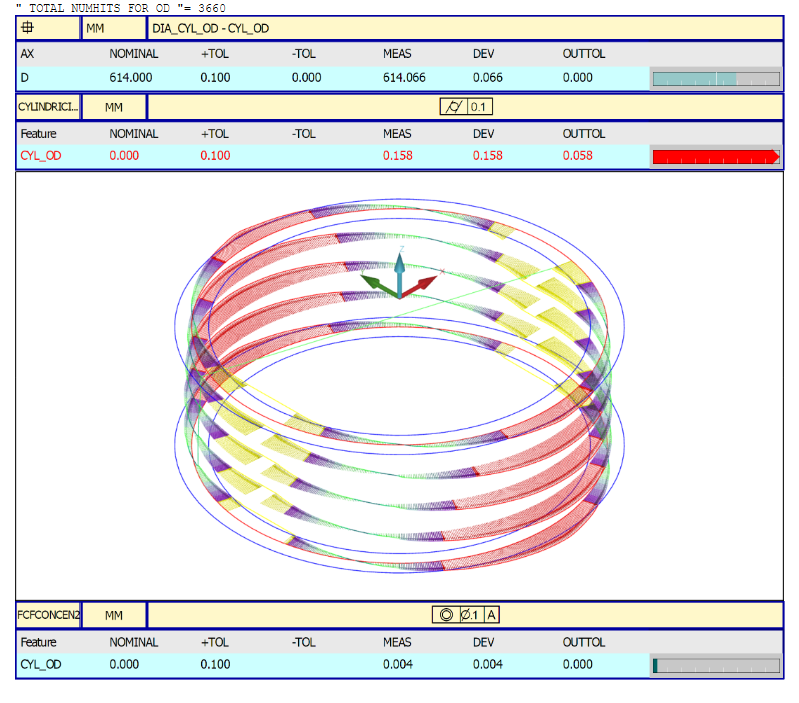 " TOTAL NUMHITS FOR OD "= 3660
⌖ MM DIA_CYL_OD - CYL_OD
AX NOMINAL +TOL -TOL MEAS DEV OUTTOL
D 614.000 0.100 0.000 614.066 0.066 0.000
CYLINDRICI... MM ⌭ 0.1
Feature NOMINAL +TOL -TOL MEAS DEV OUTTOL
CYL_OD 0.000 0.100 0.158 0.158 0.058
Z
X
FCFCONCEN2 MM ◎ Ø.1 A
Feature NOMINAL +TOL -TOL MEAS DEV OUTTOL
CYL_OD 0.000 0.100 0.004 0.004 0.000